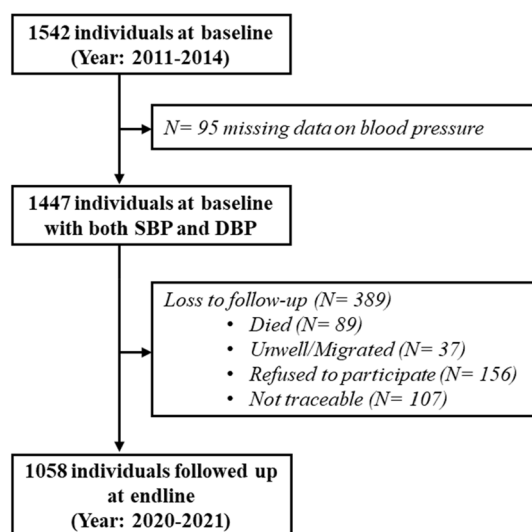 1542 individuals at baseline
(Year: 2011-2014)
N= 95 missing data on blood pressure
1447 individuals at baseline
with both SBP and DBP
Loss to follow-up (N= 389)
• Died (N= 89)
• Unwell/Migrated (N= 37)
• Refused to participate (N= 156)
• Not traceable (N= 107)
1058 individuals followed up
at endline
(Year: 2020-2021)